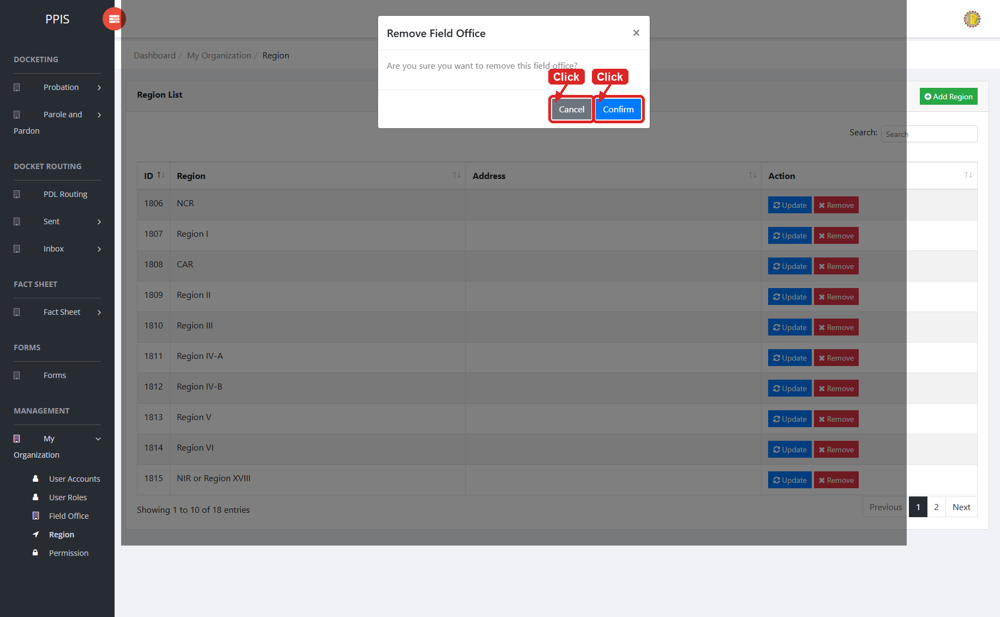 PPIS
DOCKETING
Probation
Parole and
Pardon
DOCKET ROUTING
PDL Routing
Sent
Inbox
FACT SHEET
Fact Sheet
FORMS
Forms
MANAGEMENT
My
Organization
User Accounts
User Roles
Field Office
Region
Permission
Dashboard / My Organization / Region
Remove Field Office ×
Are you sure you want to remove this field office?
Click Click
Cancel Confirm
Region List
Add Region
Search: Search
ID Region Address Action
1806 NCR Update Remove
1807 Region I Update Remove
1808 CAR Update Remove
1809 Region II Update Remove
1810 Region III Update Remove
1811 Region IV-A Update Remove
1812 Region IV-B Update Remove
1813 Region V Update Remove
1814 Region VI Update Remove
1815 NIR or Region XVIII Update Remove
Showing 1 to 10 of 18 entries
Previous 1 2 Next